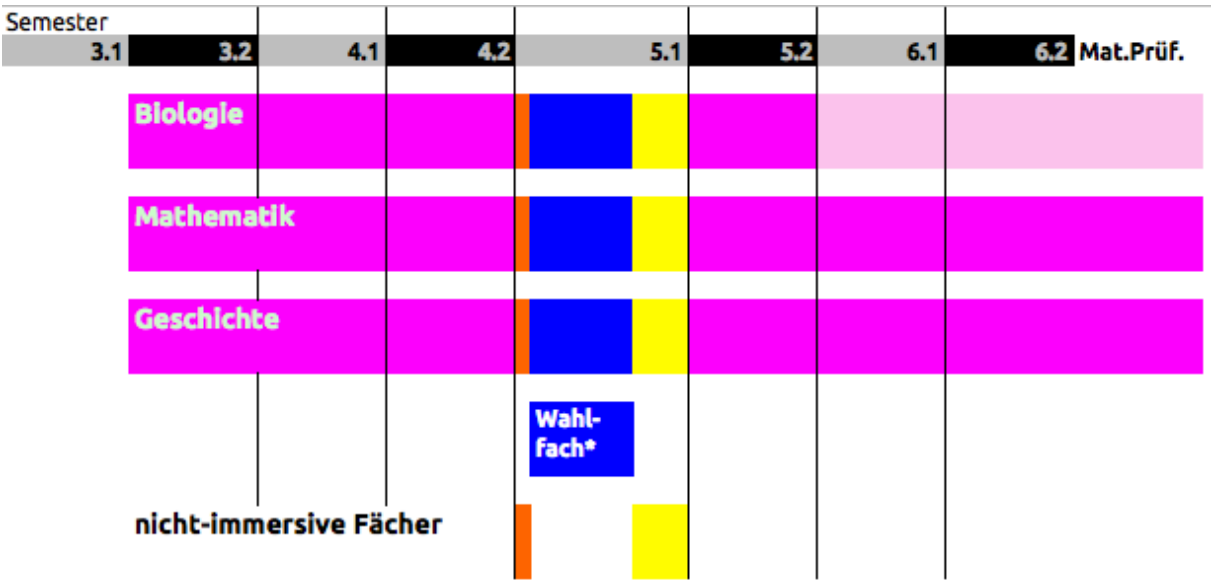 Semester
3.1 3.2 4.1 4.2 5.1 5.2 6.1 6.2 Mat.Prüf.
Biologie
Mathematik
Geschichte
Wahl-
fach*
nicht-immersive Fächer